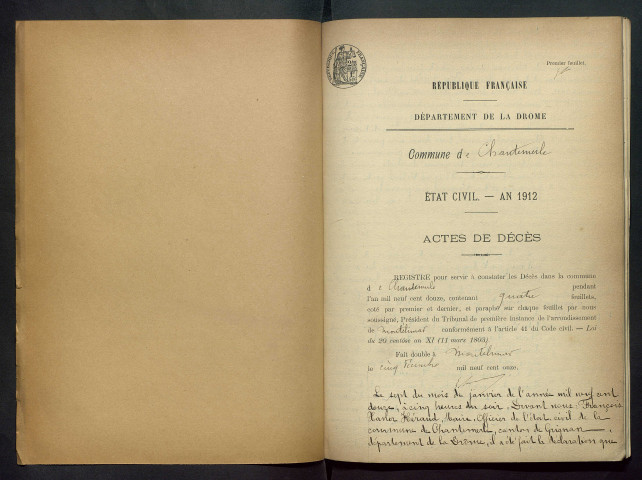 Premier feuillet.
RÉPUBLIQUE FRANÇAISE
DÉPARTEMENT DE LA DROME
Commune de Chantemerle
ÉTAT CIVIL. — AN 1912
ACTES DE DÉCÈS
REGISTRE pour servir à constater les Décès dans la commune
de Chantemerle pendant
l'an mil neuf cent douze, contenant quatre feuillets,
coté par premier et dernier, et paraphé sur chaque feuillet par nous
soussigné, Président du Tribunal de première instance de l'arrondissement
de Montélimar conformément à l'article 41 du Code civil. — Loi
du 20 ventôse an XI (11 mars 1803)
Fait double à Montélimar
le cinq Décembre mil neuf cent onze.
Le sept du mois de janvier de l'année mil neuf cent
douze, à cinq heures du soir, Devant nous, François
Héraud, Maire, Officier de l'état civil de la
commune de Chantemerle, canton de Grignan,
département de la Drôme, il a été fait la déclaration que